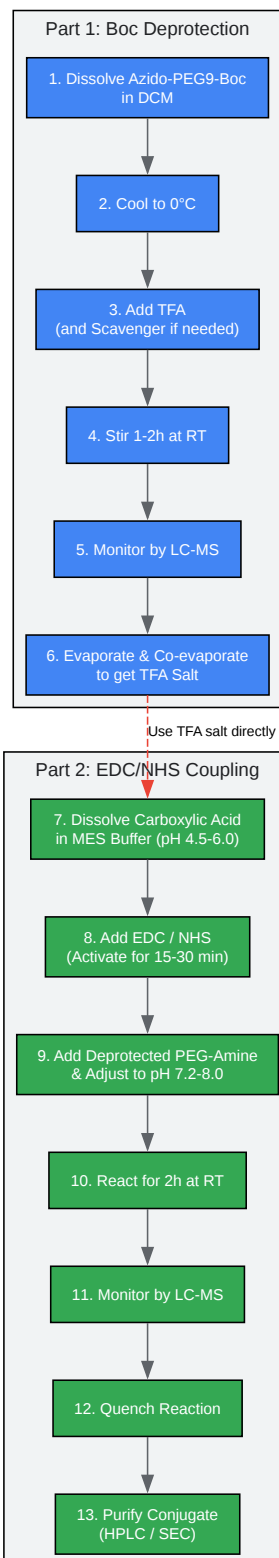 Part 1: Boc Deprotection
1. Dissolve Azido-PEG9-Boc
in DCM
2. Cool to 0°C
3. Add TFA
(and Scavenger if needed)
4. Stir 1-2h at RT
5. Monitor by LC-MS
6. Evaporate & Co-evaporate
to get TFA Salt
Use TFA salt directly
Part 2: EDC/NHS Coupling
7. Dissolve Carboxylic Acid
in MES Buffer (pH 4.5-6.0)
8. Add EDC / NHS
(Activate for 15-30 min)
9. Add Deprotected PEG-Amine
& Adjust to pH 7.2-8.0
10. React for 2h at RT
11. Monitor by LC-MS
12. Quench Reaction
13. Purify Conjugate
(HPLC / SEC)